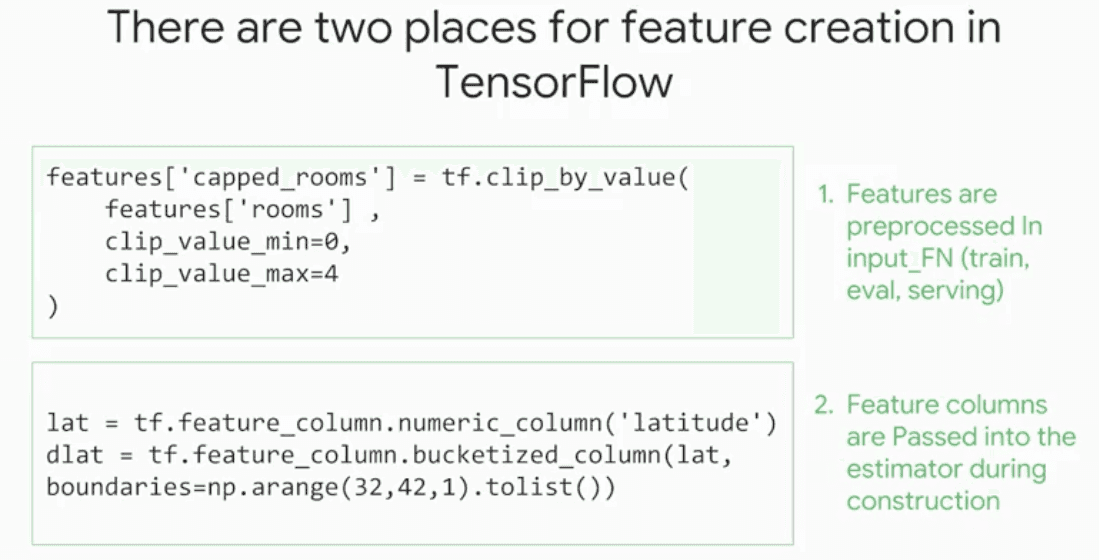 There are two places for feature creation in
TensorFlow
features['capped_rooms'] = tf.clip_by_value(
    features['rooms'] ,
    clip_value_min=0,
    clip_value_max=4
)
1. Features are
preprocessed In
input_FN (train,
eval, serving)
lat = tf.feature_column.numeric_column('latitude')
dlat = tf.feature_column.bucketized_column(lat,
boundaries=np.arange(32,42,1).tolist())
2. Feature columns
are Passed into the
estimator during
construction